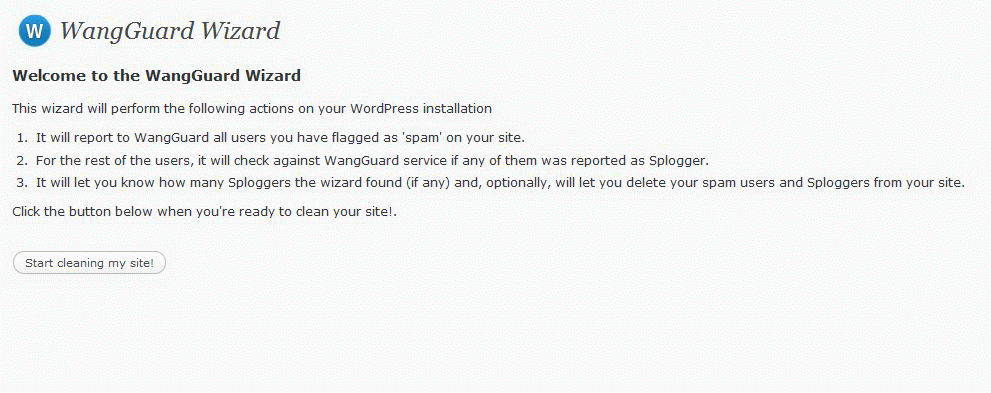 W WangGuard Wizard
Welcome to the WangGuard Wizard
This wizard will perform the following actions on your WordPress installation
1. It will report to WangGuard all users you have flagged as 'spam' on your site.
2. For the rest of the users, it will check against WangGuard service if any of them was reported as Splogger.
3. It will let you know how many Sploggers the wizard found (if any) and, optionally, will let you delete your spam users and Sploggers from your site.
Click the button below when you're ready to clean your site!.
Start cleaning my site!